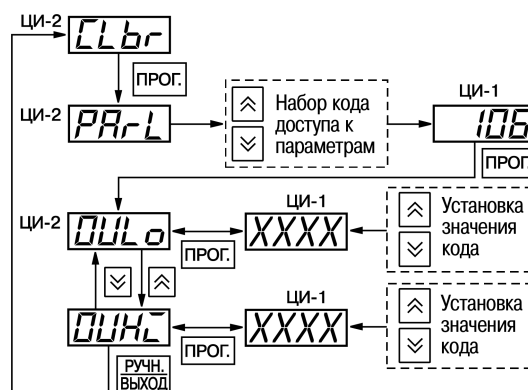 ЦИ-2
CLbr
ПРОГ.
ЦИ-2
PArL
Набор кода
доступа к
параметрам
ЦИ-1
106
ПРОГ
ЦИ-2
OULo
ПРОГ.
ЦИ-1
XXXX
Установка
значения
кода
OUHi
ПРОГ.
ЦИ-1
XXXX
Установка
значения
кода
РУЧН.
ВЫХОД